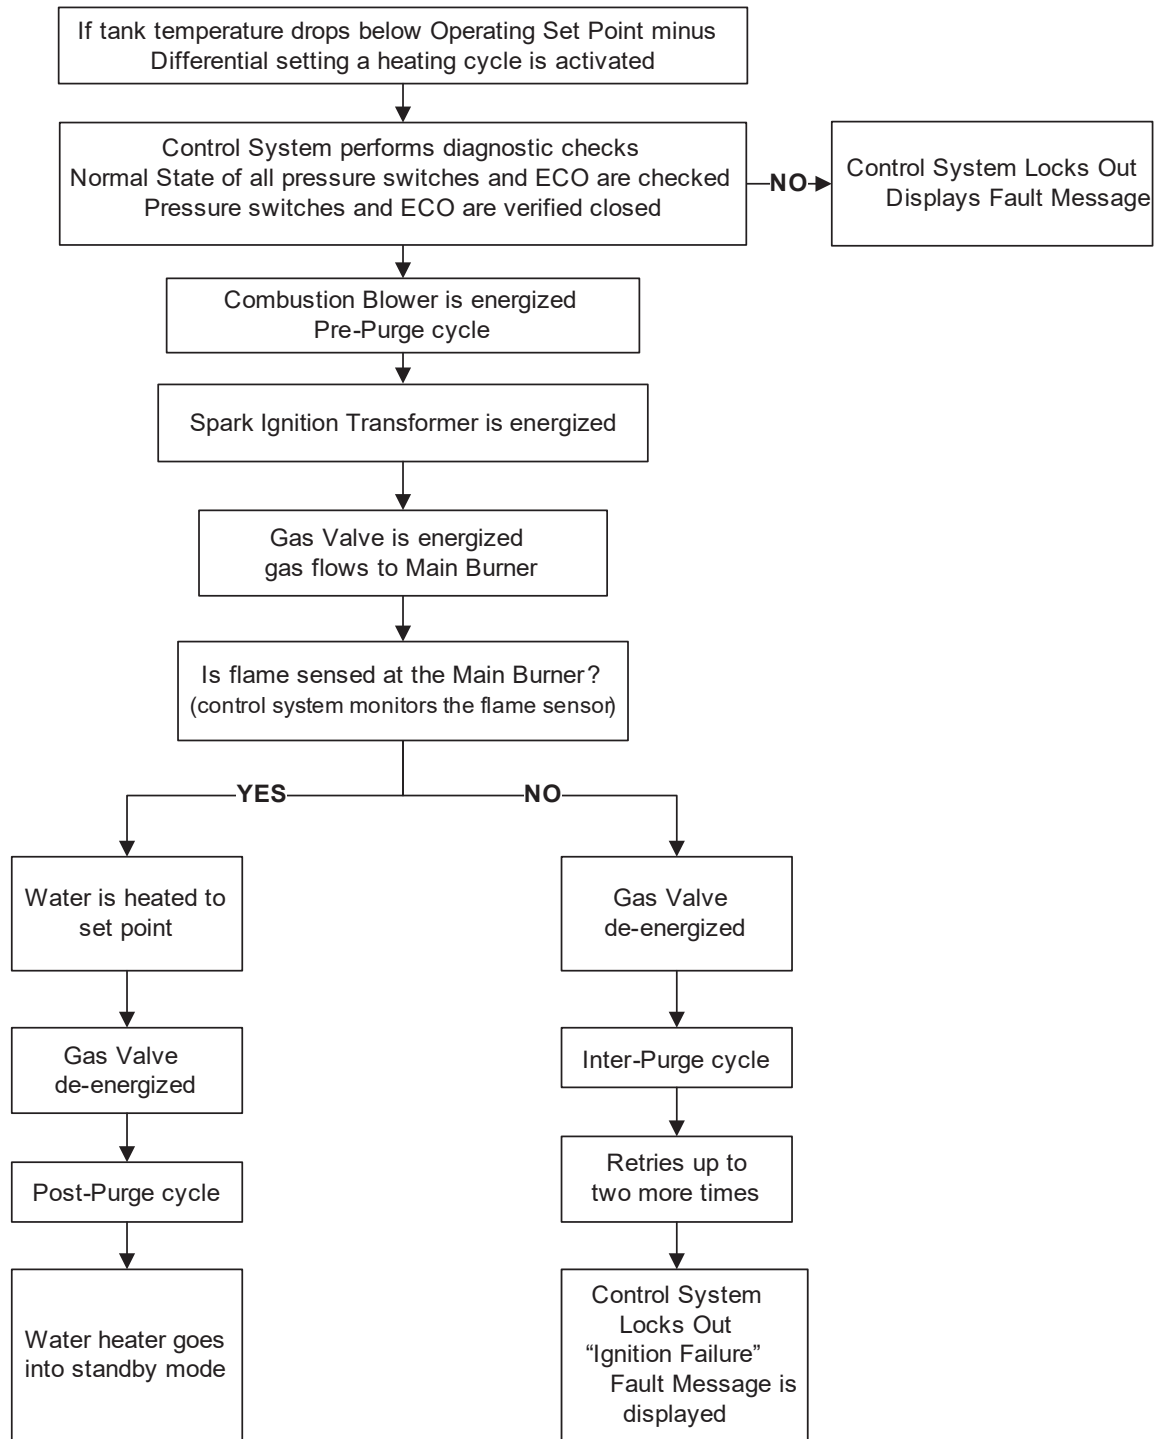 If tank temperature drops below Operating Set Point minus
Differential setting a heating cycle is activated
Control System performs diagnostic checks
Normal State of all pressure switches and ECO are checked
Pressure switches and ECO are verified closed
NO
Control System Locks Out
Displays Fault Message
Combustion Blower is energized
Pre-Purge cycle
Spark Ignition Transformer is energized
Gas Valve is energized
gas flows to Main Burner
Is flame sensed at the Main Burner?
(control system monitors the flame sensor)
YES
NO
Water is heated to
set point
Gas Valve
de-energized
Post-Purge cycle
Water heater goes
into standby mode
Gas Valve
de-energized
Inter-Purge cycle
Retries up to
two more times
Control System
Locks Out
“Ignition Failure”
Fault Message is
displayed